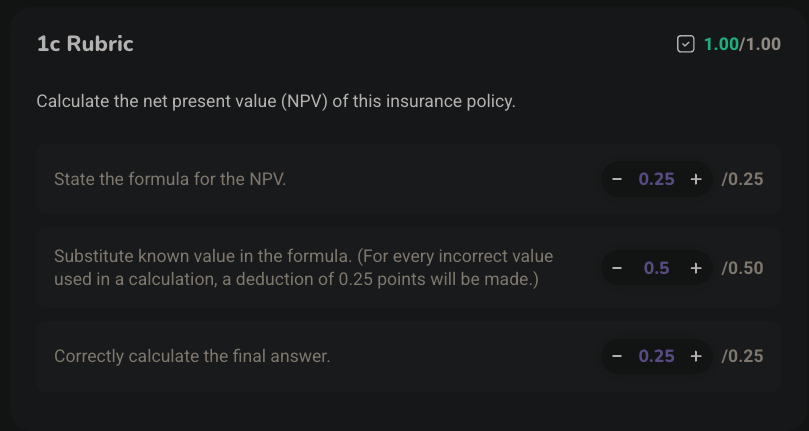 1c Rubric
1.00/1.00
Calculate the net present value (NPV) of this insurance policy.
State the formula for the NPV.
− 0.25 + /0.25
Substitute known value in the formula. (For every incorrect value
used in a calculation, a deduction of 0.25 points will be made.)
− 0.5 + /0.50
Correctly calculate the final answer.
− 0.25 + /0.25